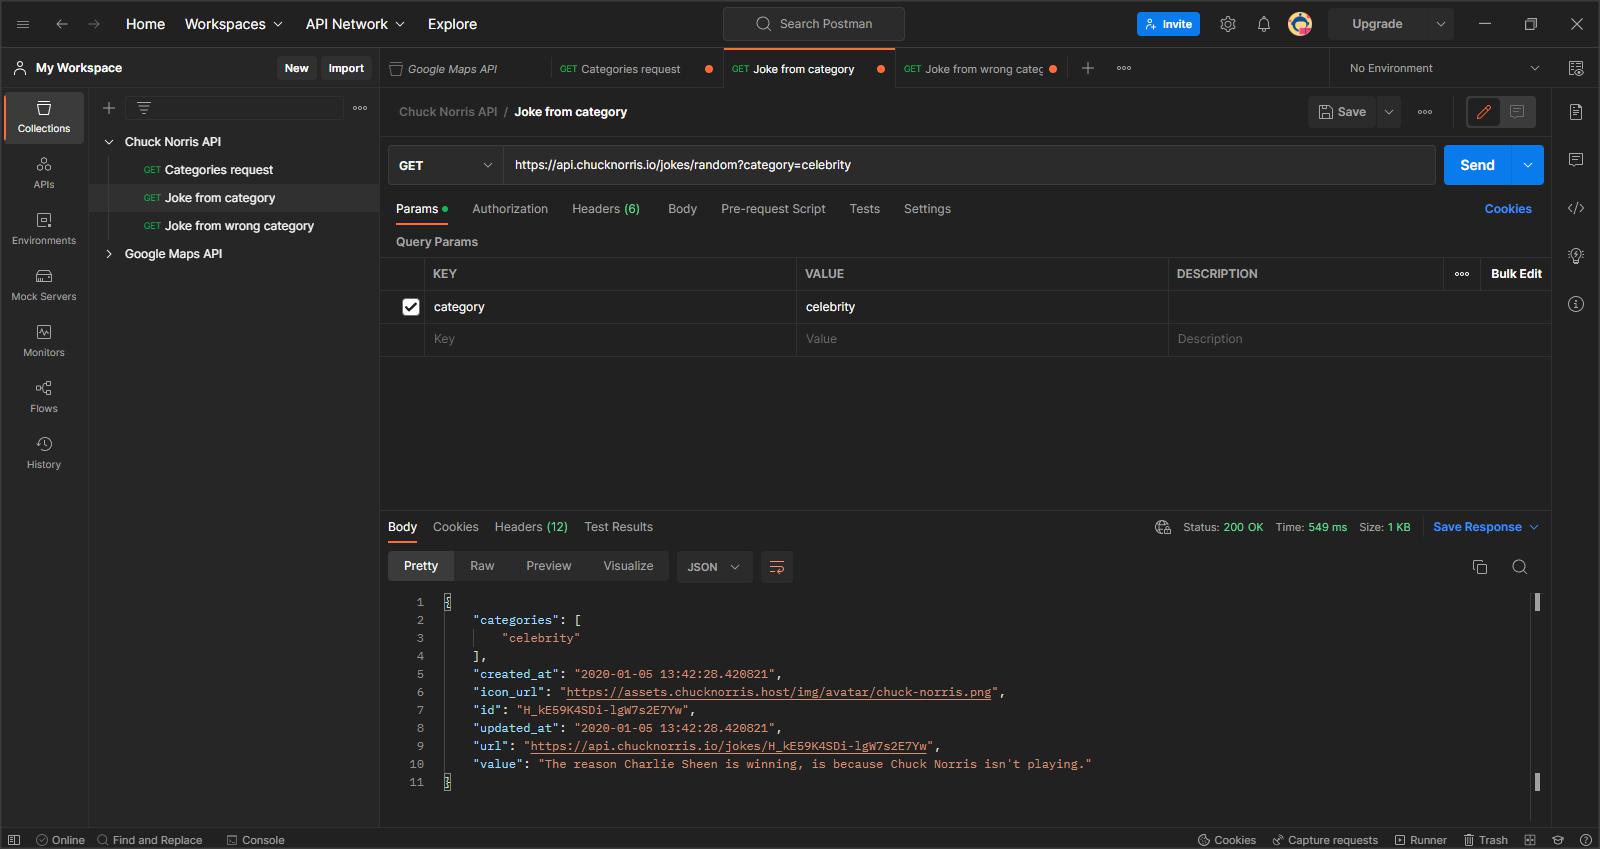 Home Workspaces API Network Explore Search Postman Invite Upgrade
My Workspace New Import
Google Maps API GET Categories request GET Joke from category GET Joke from wrong categ No Environment
Collections
APIs
Environments
Mock Servers
Monitors
Flows
History
Chuck Norris API
GET Categories request
GET Joke from category
GET Joke from wrong category
Google Maps API
Chuck Norris API / Joke from category Save
GET https://api.chucknorris.io/jokes/random?category=celebrity Send
Params Authorization Headers (6) Body Pre-request Script Tests Settings Cookies
Query Params
KEY VALUE DESCRIPTION Bulk Edit
category celebrity
Key Value Description
Body Cookies Headers (12) Test Results Status: 200 OK Time: 549 ms Size: 1 KB Save Response
Pretty Raw Preview Visualize JSON
1 {
2 "categories": [
3 "celebrity"
4 ],
5 "created_at": "2020-01-05 13:42:28.420821",
6 "icon_url": "https://assets.chucknorris.host/img/avatar/chuck-norris.png",
7 "id": "H_kE59K4SDi-lgW7s2E7Yw",
8 "updated_at": "2020-01-05 13:42:28.420821",
9 "url": "https://api.chucknorris.io/jokes/H_kE59K4SDi-lgW7s2E7Yw",
10 "value": "The reason Charlie Sheen is winning, is because Chuck Norris isn't playing."
11 }
Online Find and Replace Console Cookies Capture requests Runner Trash